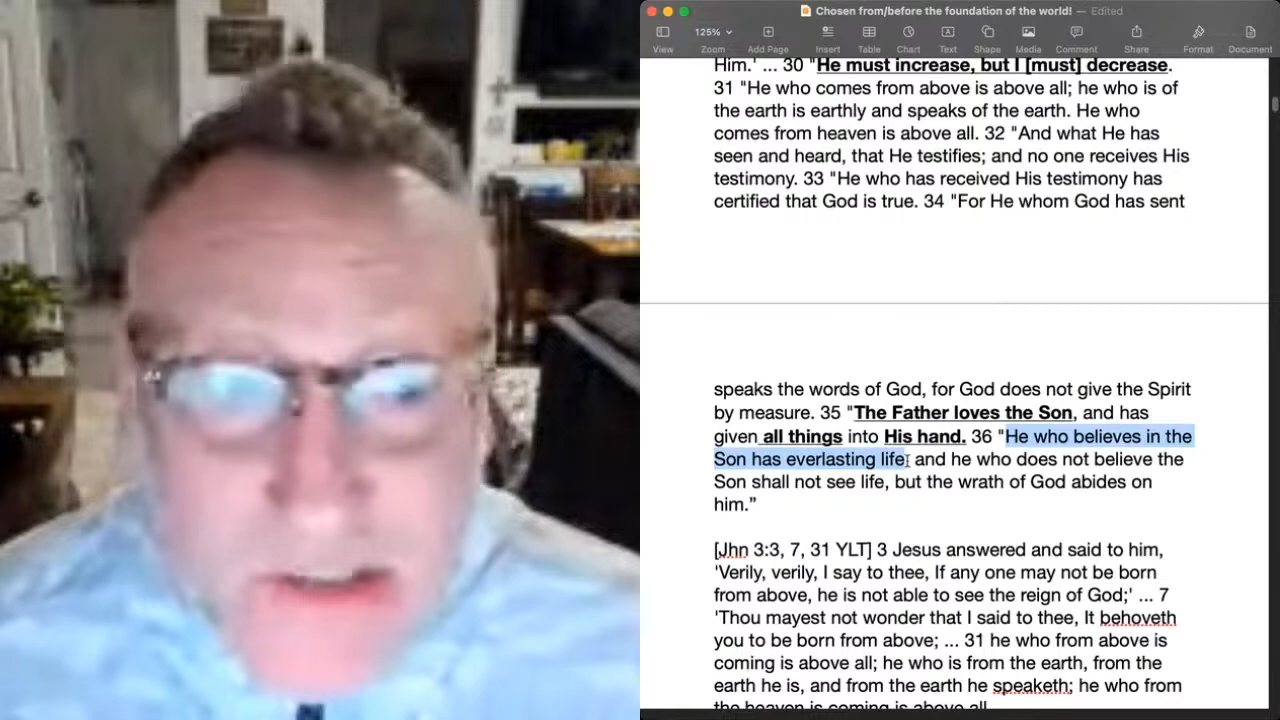 Chosen from/before the foundation of the world! — Edited
125%
View Zoom Add Page Insert Table Chart Text Shape Media Comment Share Format Document
Him.' ... 30 "He must increase, but I [must] decrease.
31 "He who comes from above is above all; he who is of
the earth is earthly and speaks of the earth. He who
comes from heaven is above all. 32 "And what He has
seen and heard, that He testifies; and no one receives His
testimony. 33 "He who has received His testimony has
certified that God is true. 34 "For He whom God has sent
speaks the words of God, for God does not give the Spirit
by measure. 35 "The Father loves the Son, and has
given all things into His hand. 36 "He who believes in the
Son has everlasting life; and he who does not believe the
Son shall not see life, but the wrath of God abides on
him.”
[Jhn 3:3, 7, 31 YLT] 3 Jesus answered and said to him,
'Verily, verily, I say to thee, If any one may not be born
from above, he is not able to see the reign of God;' ... 7
'Thou mayest not wonder that I said to thee, It behoveth
you to be born from above; ... 31 he who from above is
coming is above all; he who is from the earth, from the
earth he is, and from the earth he speaketh; he who from
the heaven is coming is above all